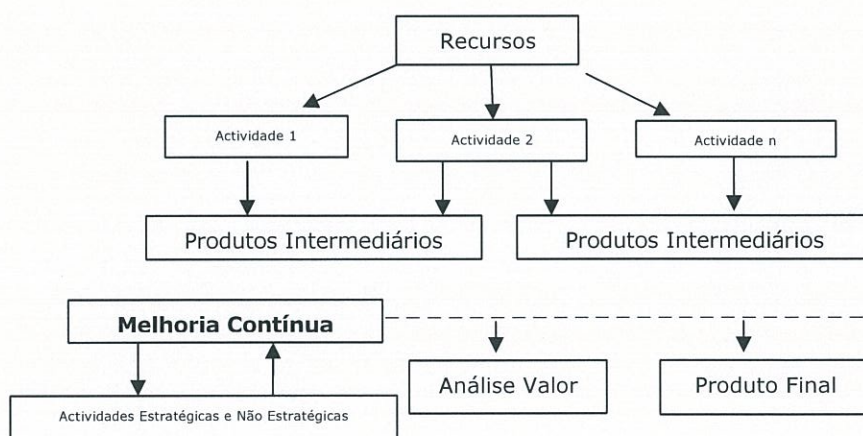 Recursos
Actividade 1
Actividade 2
Actividade n
Produtos Intermediários
Produtos Intermediários
Melhoria Contínua
Análise Valor
Produto Final
Actividades Estratégicas e Não Estratégicas